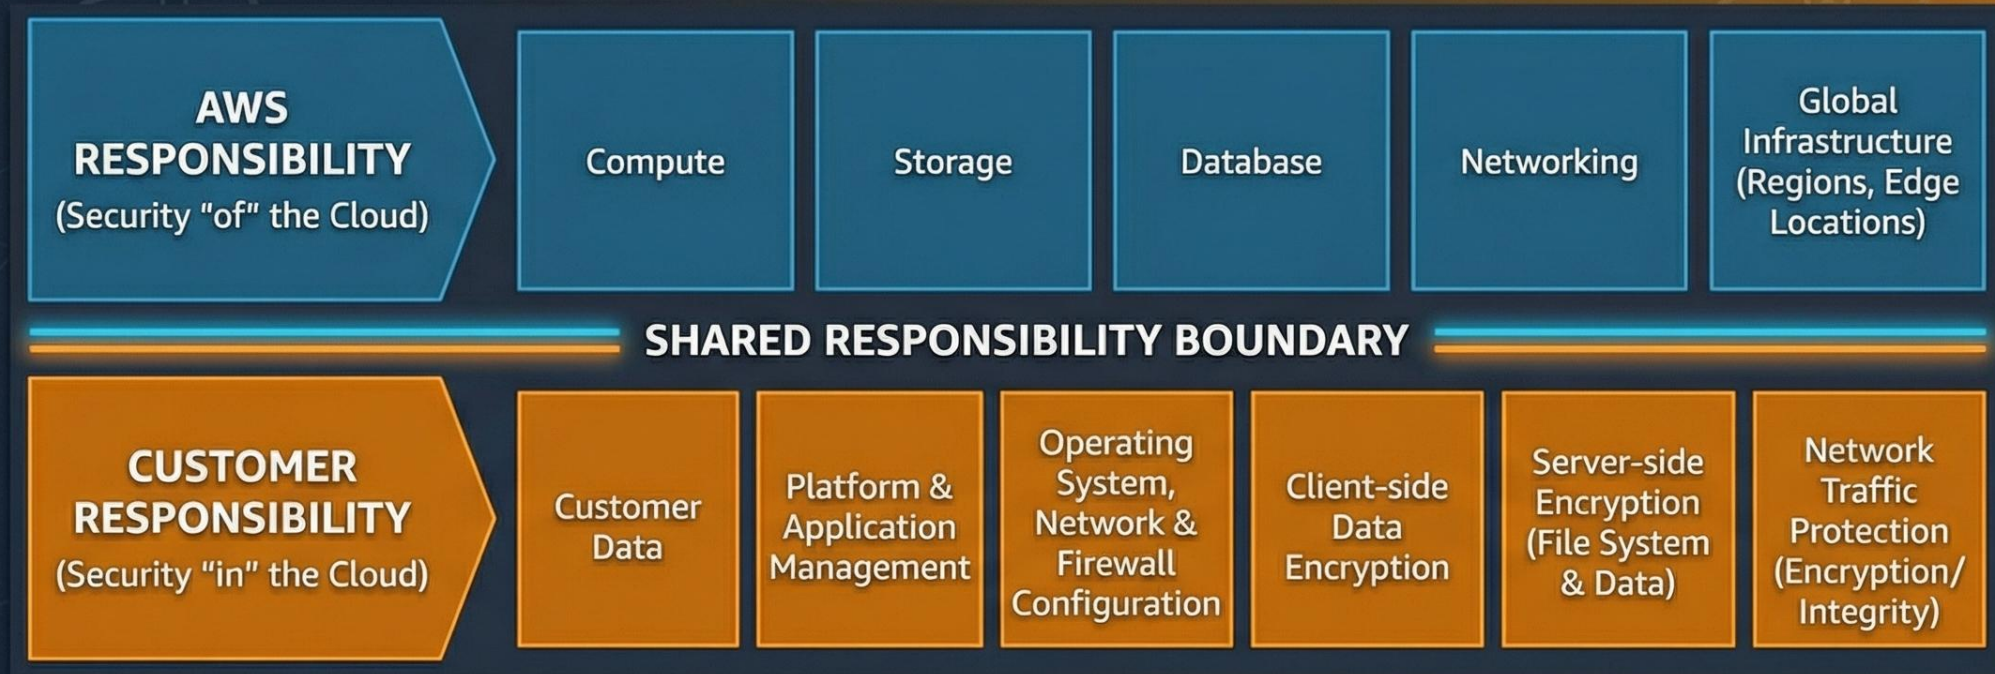 AWS
RESPONSIBILITY
(Security "of" the Cloud)
Compute
Storage
Database
Networking
Global
Infrastructure
(Regions, Edge
Locations)
SHARED RESPONSIBILITY BOUNDARY
CUSTOMER
RESPONSIBILITY
(Security "in" the Cloud)
Customer
Data
Platform &
Application
Management
Operating
System,
Network &
Firewall
Configuration
Client-side
Data
Encryption
Server-side
Encryption
(File System
& Data)
Network
Traffic
Protection
(Encryption/
Integrity)